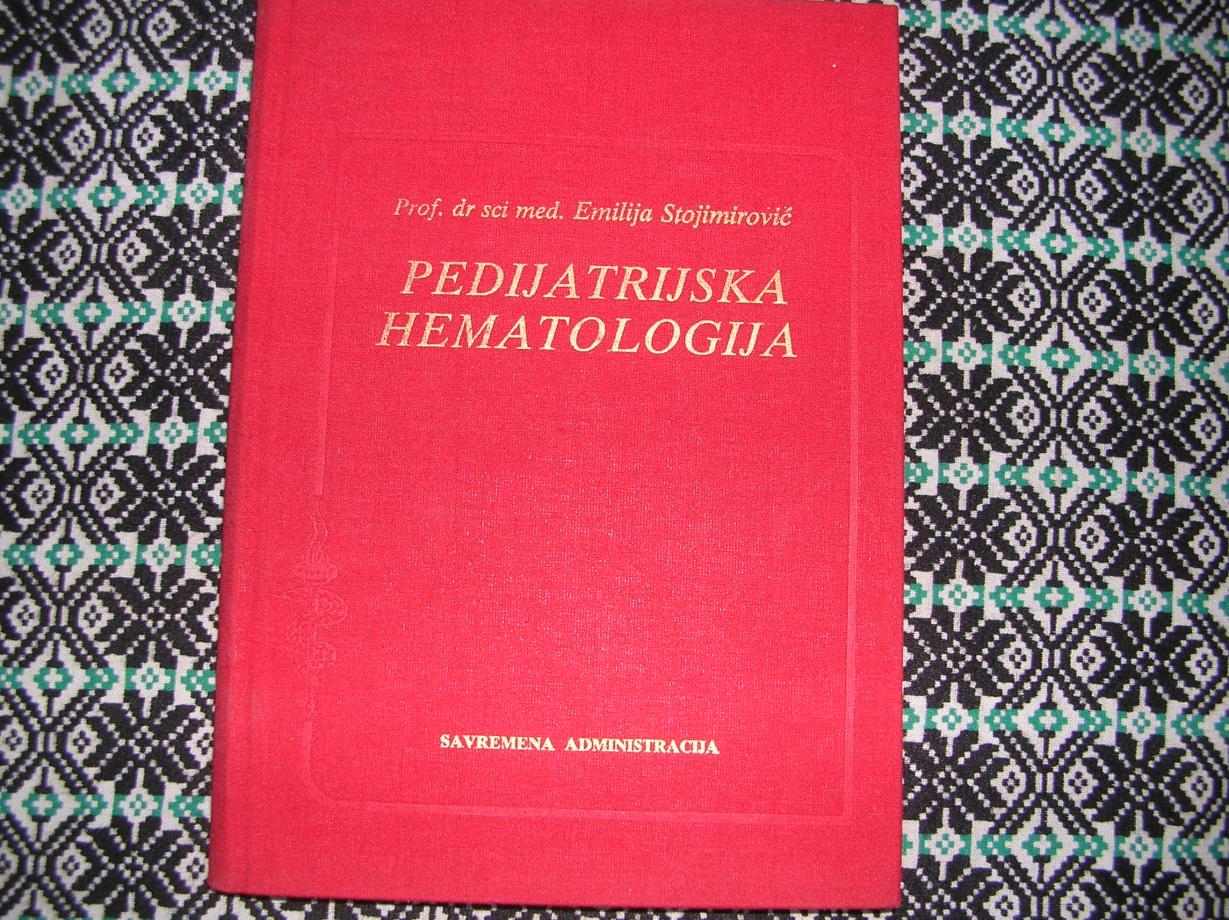 Prof. dr sci med. Emilija Stojimirović
PEDIJATRIJSKA
HEMATOLOGIJA
SAVREMENA ADMINISTRACIJA